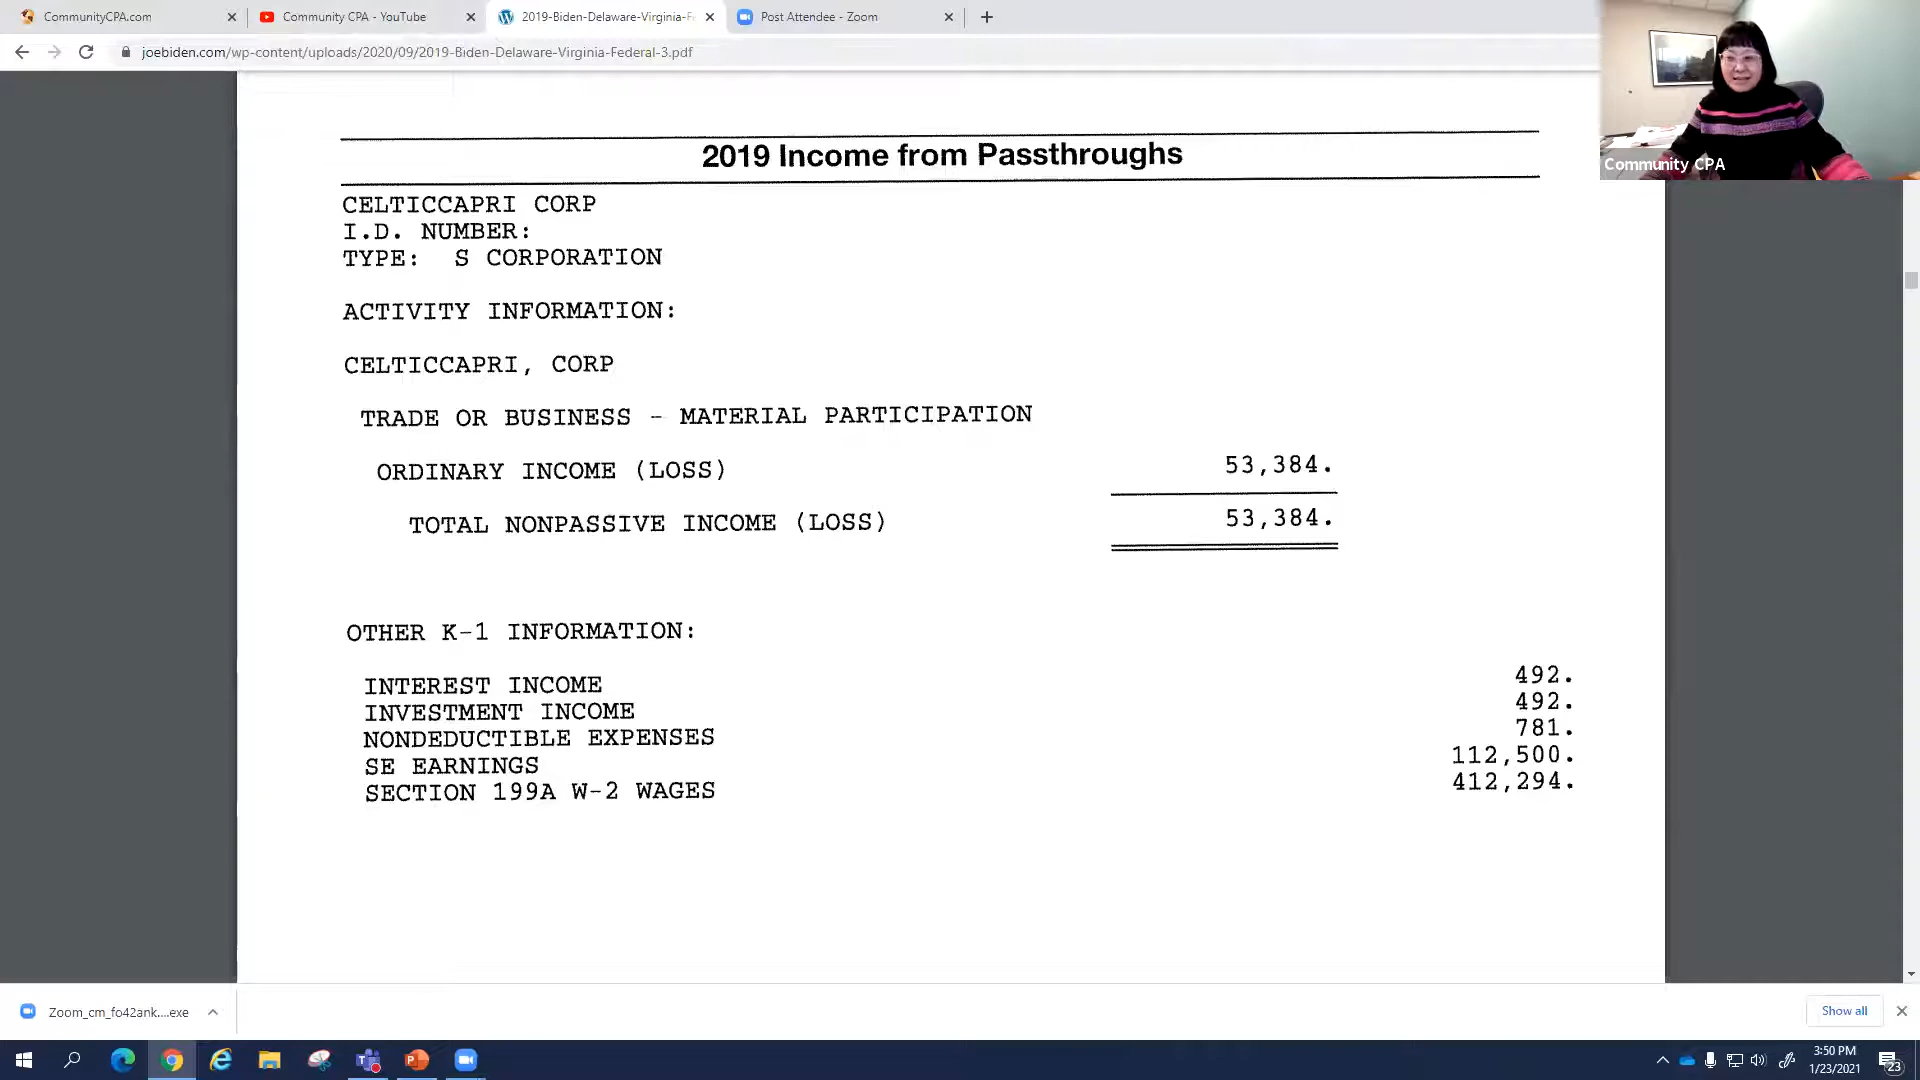 CommunityCPA.com
Community CPA - YouTube
2019-Biden-Delaware-Virginia-F
Post Attendee - Zoom
joebiden.com/wp-content/uploads/2020/09/2019-Biden-Delaware-Virginia-Federal-3.pdf
Community CPA
2019 Income from Passthroughs
CELTICCAPRI CORP
I.D. NUMBER:
TYPE: S CORPORATION
ACTIVITY INFORMATION:
CELTICCAPRI, CORP
TRADE OR BUSINESS - MATERIAL PARTICIPATION
ORDINARY INCOME (LOSS) 53,384.
TOTAL NONPASSIVE INCOME (LOSS) 53,384.
OTHER K-1 INFORMATION:
INTEREST INCOME 492.
INVESTMENT INCOME 492.
NONDEDUCTIBLE EXPENSES 781.
SE EARNINGS 112,500.
SECTION 199A W-2 WAGES 412,294.
Zoom_cm_fo42ank....exe
Show all
3:50 PM
1/23/2021
23